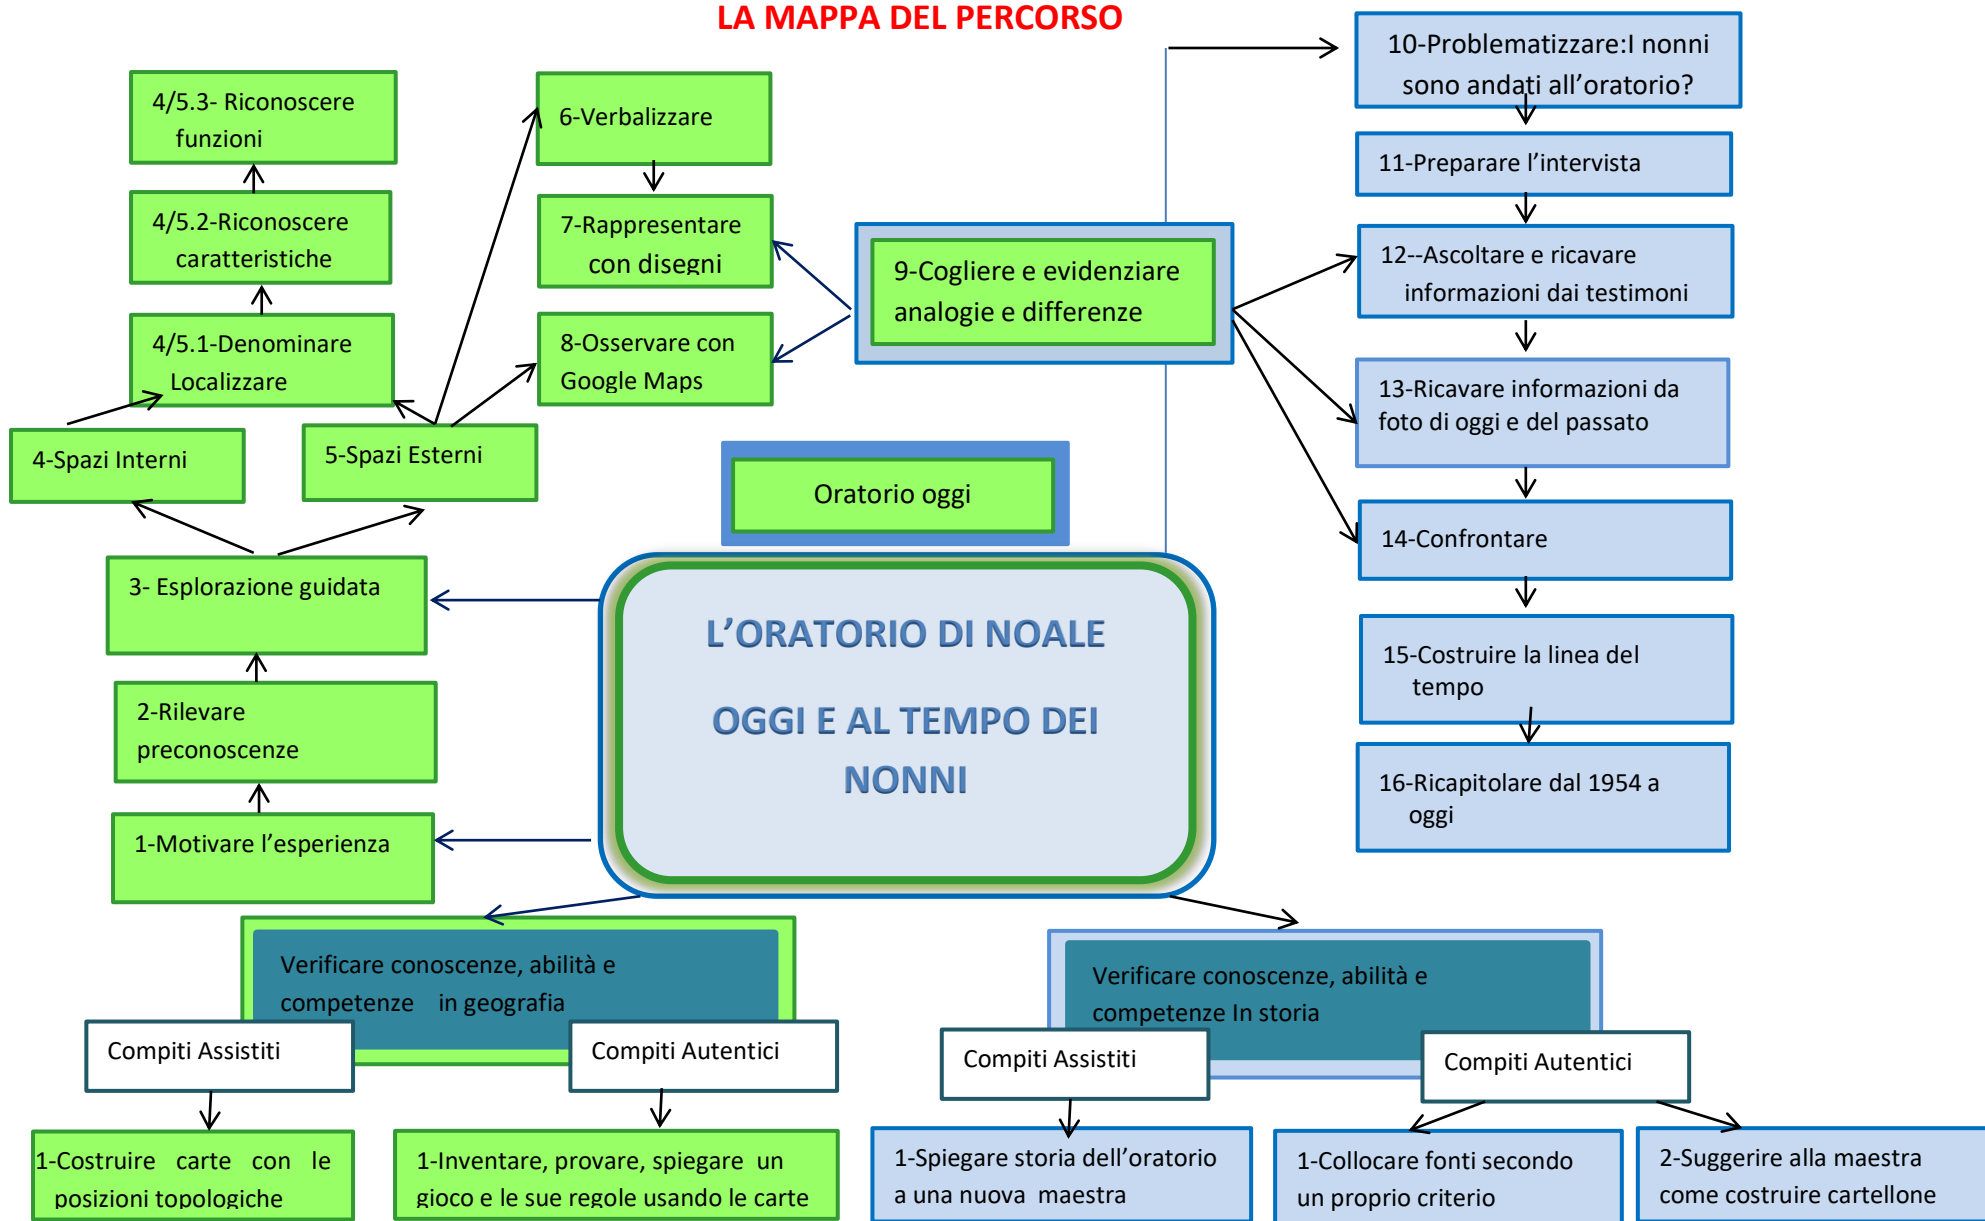 LA MAPPA DEL PERCORSO
4/5.3- Riconoscere
funzioni
4/5.2-Riconoscere
caratteristiche
4/5.1-Denominare
Localizzare
4-Spazi Interni
5-Spazi Esterni
3- Esplorazione guidata
2-Rilevare
preconoscenze
1-Motivare l’esperienza
6-Verbalizzare
7-Rappresentare
con disegni
8-Osservare con
Google Maps
9-Cogliere e evidenziare
analogie e differenze
Oratorio oggi
L’ORATORIO DI NOALE
OGGI E AL TEMPO DEI
NONNI
10-Problematizzare:I nonni
sono andati all’oratorio?
11-Preparare l’intervista
12--Ascoltare e ricavare
informazioni dai testimoni
13-Ricavare informazioni da
foto di oggi e del passato
14-Confrontare
15-Costruire la linea del
tempo
16-Ricapitolare dal 1954 a
oggi
Verificare conoscenze, abilità e
competenze in geografia
Compiti Assistiti
Compiti Autentici
1-Costruire carte con le
posizioni topologiche
1-Inventare, provare, spiegare un
gioco e le sue regole usando le carte
Verificare conoscenze, abilità e
competenze In storia
Compiti Assistiti
Compiti Autentici
1-Spiegare storia dell’oratorio
a una nuova maestra
1-Collocare fonti secondo
un proprio criterio
2-Suggerire alla maestra
come costruire cartellone